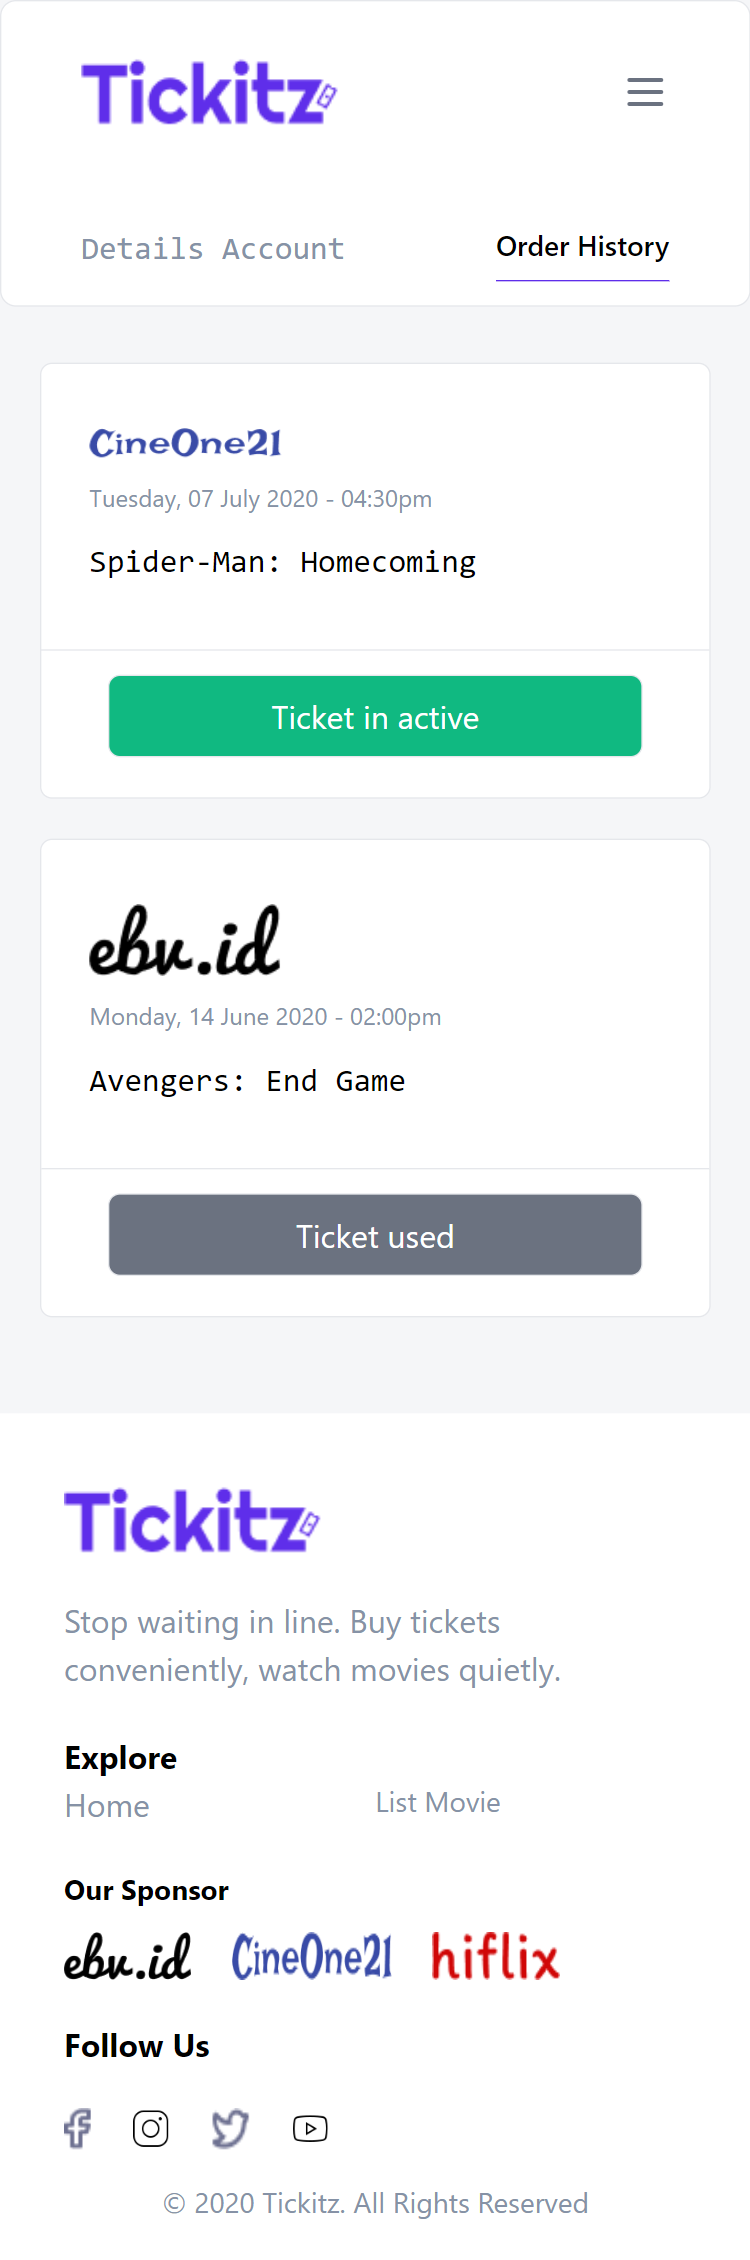 Tickitz
Details Account
Order History
CineOne21
Tuesday, 07 July 2020 - 04:30pm
Spider-Man: Homecoming
Ticket in active
ebv.id
Monday, 14 June 2020 - 02:00pm
Avengers: End Game
Ticket used
Tickitz
Stop waiting in line. Buy tickets
conveniently, watch movies quietly.
Explore
Home
List Movie
Our Sponsor
ebv.id CineOne21 hiflix
Follow Us
© 2020 Tickitz. All Rights Reserved